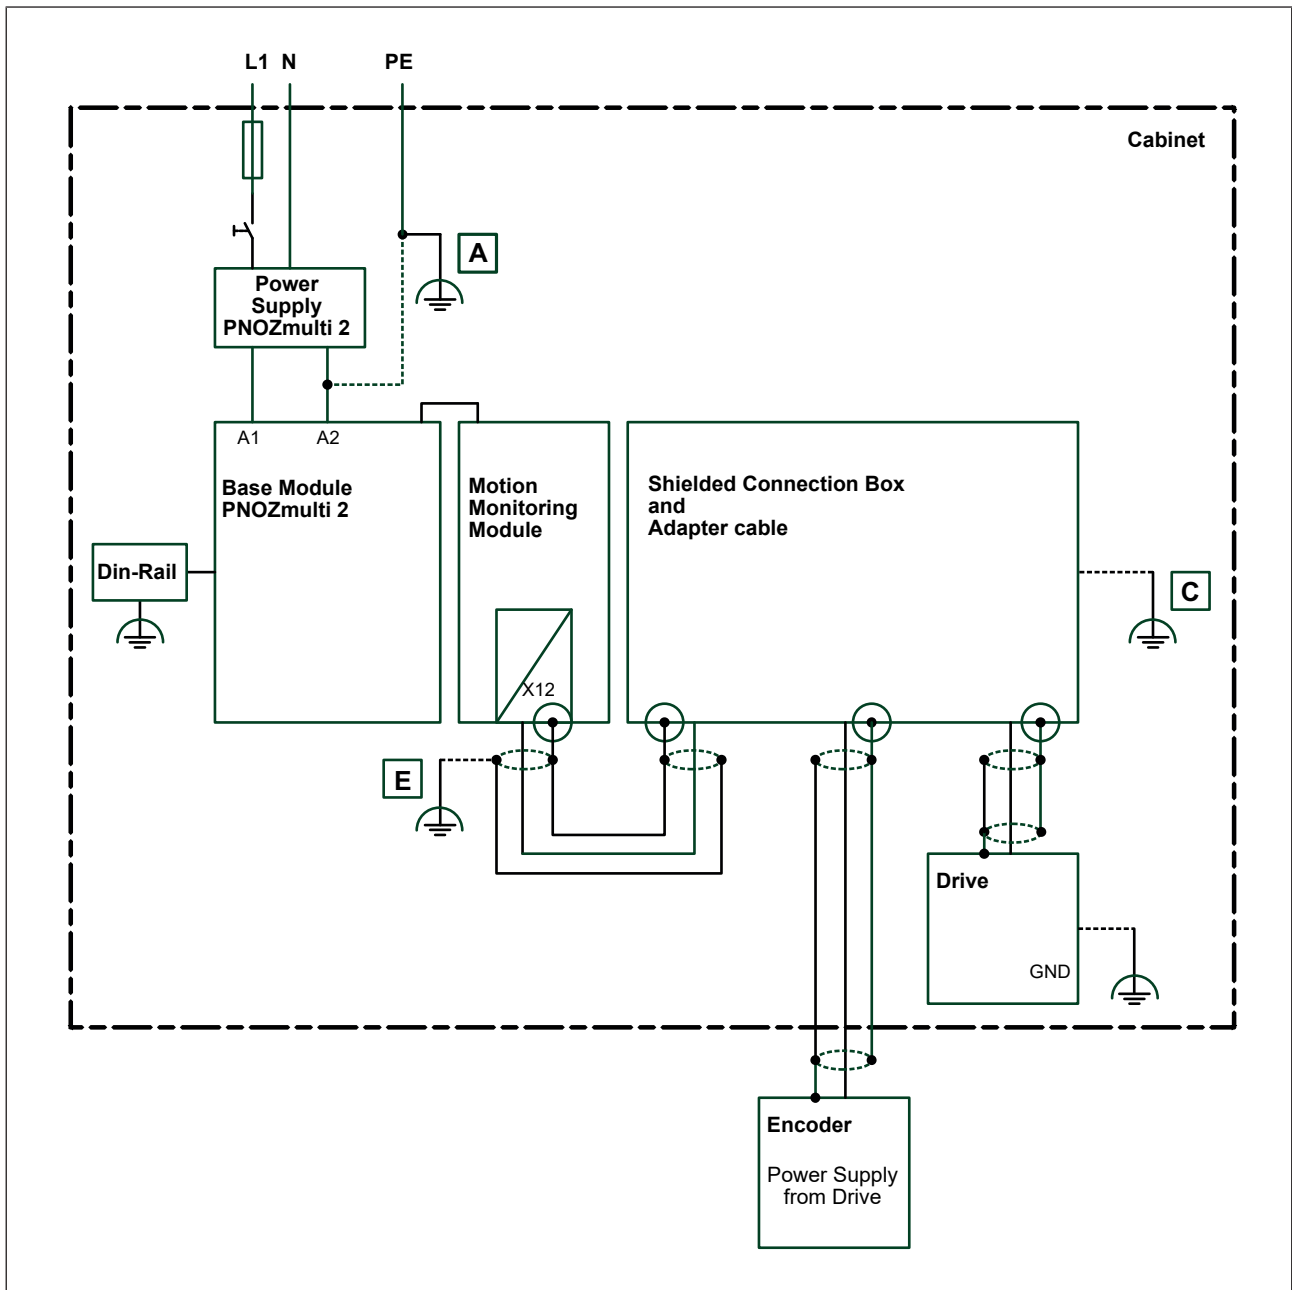 L1 N PE
Cabinet
A
Power
Supply
PNOZmulti 2
A1 A2
Base Module
PNOZmulti 2
Motion
Monitoring
Module
Shielded Connection Box
and
Adapter cable
Din-Rail
C
X12
E
Drive
GND
Encoder
Power Supply
from Drive